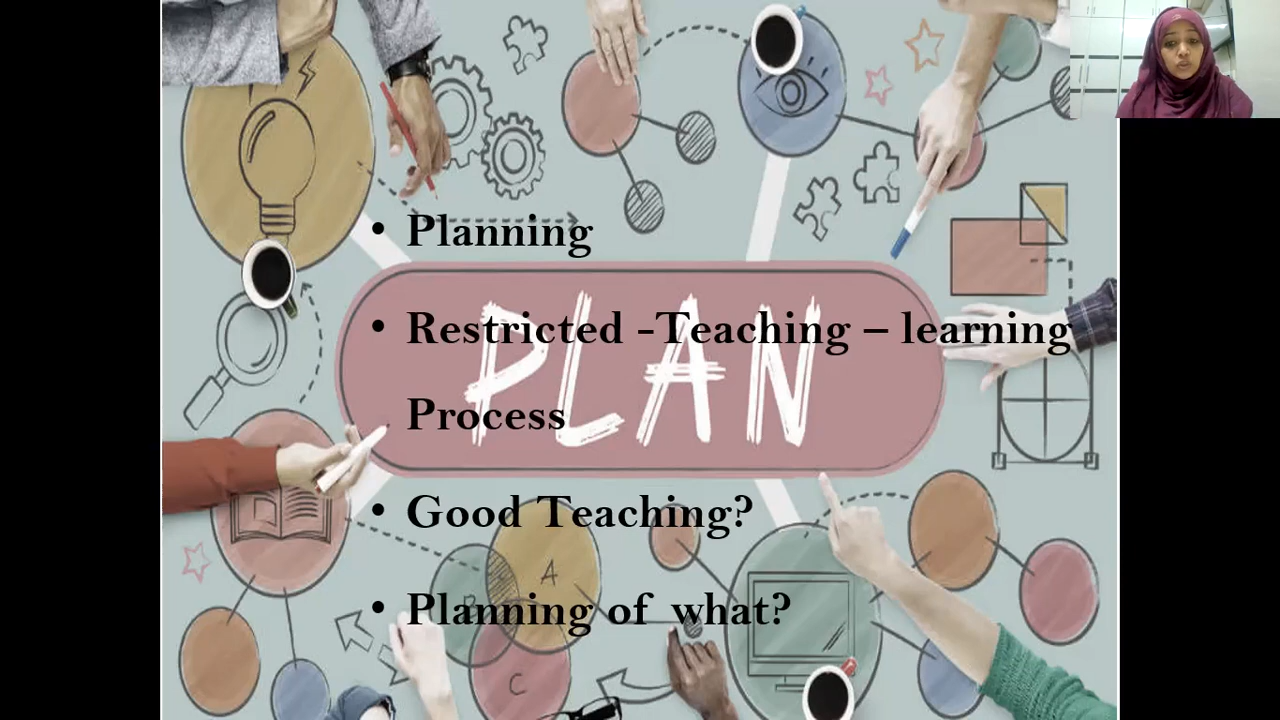 • Planning
PLAN
• Restricted -Teaching – learning
Process
• Good Teaching?
• Planning of what?
A
B
C